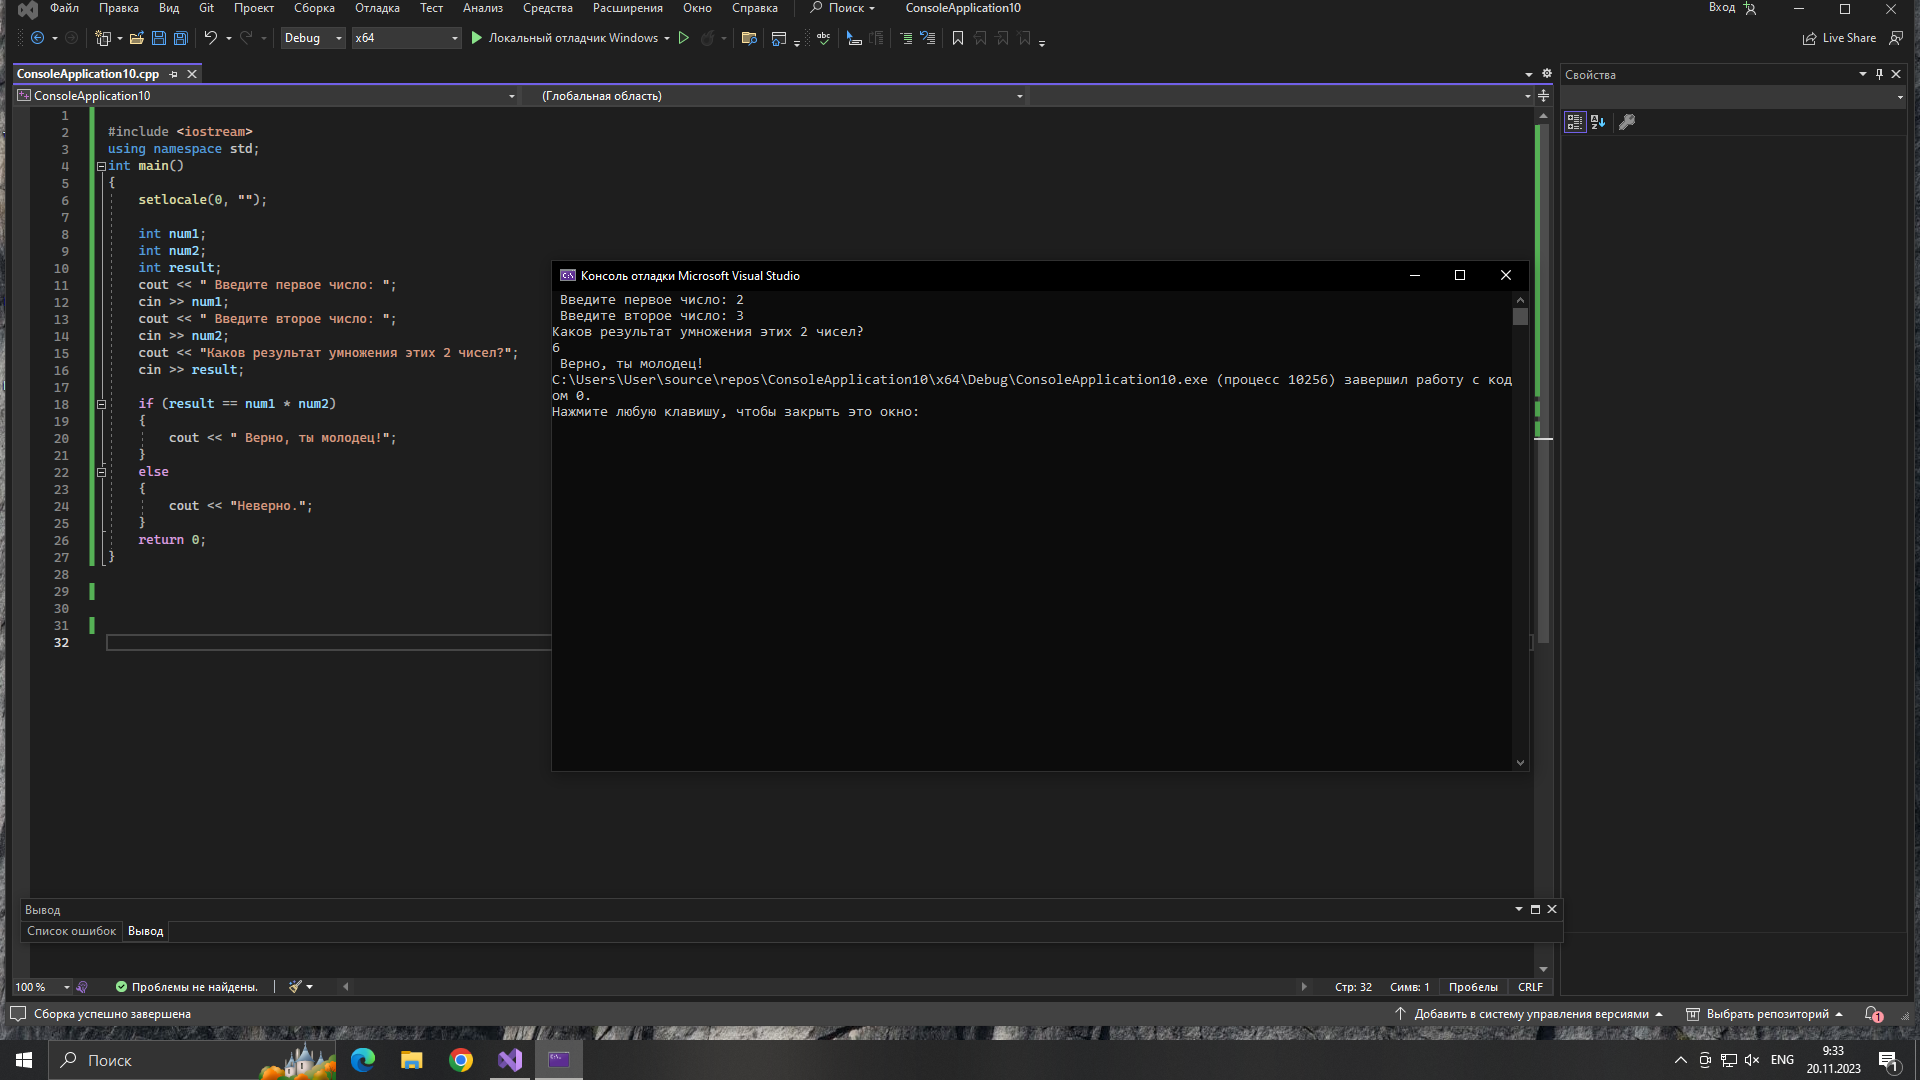 Файл Правка Вид Git Проект Сборка Отладка Тест Анализ Средства Расширения Окно Справка Поиск ConsoleApplication10 Вход
Debug x64 Локальный отладчик Windows Live Share
ConsoleApplication10.cpp
ConsoleApplication10 (Глобальная область)
Свойства
1
2 #include <iostream>
3 using namespace std;
4 int main()
5 {
6 setlocale(0, "");
7
8 int num1;
9 int num2;
10 int result;
11 cout << " Введите первое число: ";
12 cin >> num1;
13 cout << " Введите второе число: ";
14 cin >> num2;
15 cout << "Каков результат умножения этих 2 чисел?";
16 cin >> result;
17
18 if (result == num1 * num2)
19 {
20 cout << " Верно, ты молодец!";
21 }
22 else
23 {
24 cout << "Неверно.";
25 }
26 return 0;
27 }
28
29
30
31
32
Консоль отладки Microsoft Visual Studio
Введите первое число: 2
Введите второе число: 3
Каков результат умножения этих 2 чисел?
6
Верно, ты молодец!
C:\Users\User\source\repos\ConsoleApplication10\x64\Debug\ConsoleApplication10.exe (процесс 10256) завершил работу с код
ом 0.
Нажмите любую клавишу, чтобы закрыть это окно:
Вывод
Список ошибок Вывод
100 % Проблемы не найдены. Стр: 32 Симв: 1 Пробелы CRLF
Сборка успешно завершена Добавить в систему управления версиями Выбрать репозиторий 1
Поиск ENG 9:33
20.11.2023 1